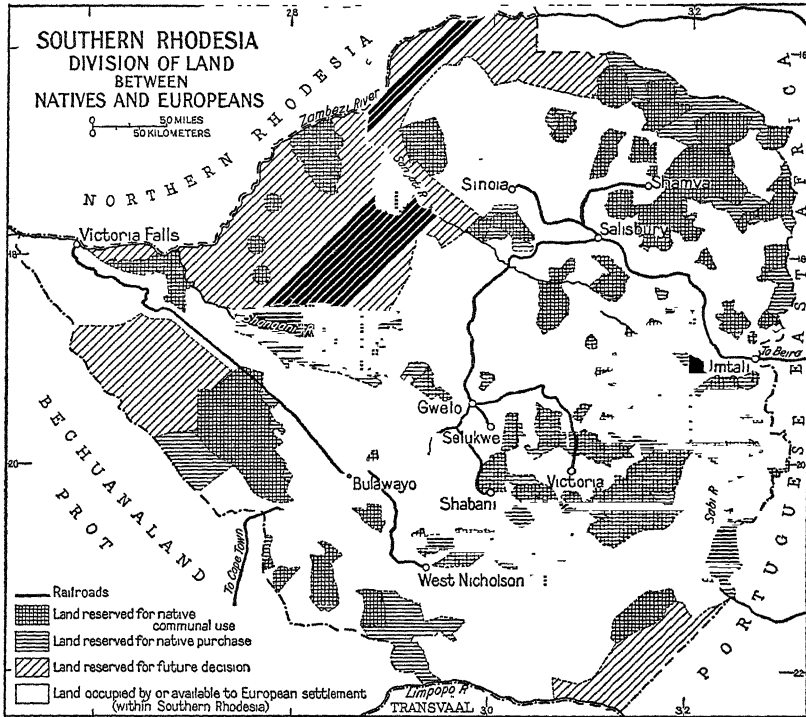 SOUTHERN RHODESIA
DIVISION OF LAND
BETWEEN
NATIVES AND EUROPEANS
50 MILES
50 KILOMETERS
28
32
16
NORTHERN RHODESIA
Zambezi River
Sinoia
Shamva
Salisbury
Victoria Falls
18
18
To Beira
Umtali
Gwelo
Selukwe
Victoria
Shabani
Bulawayo
20
20
Sabi R
West Nicholson
BECHUANALAND
PROT
To Cape Town
PORTUGUESE EAST AFRICA
Railroads
Land reserved for native
communal use
Land reserved for native purchase
Land reserved for future decision
Land occupied by or available to European settlement
(within Southern Rhodesia)
Limpopo R
TRANSVAAL
30
32
22